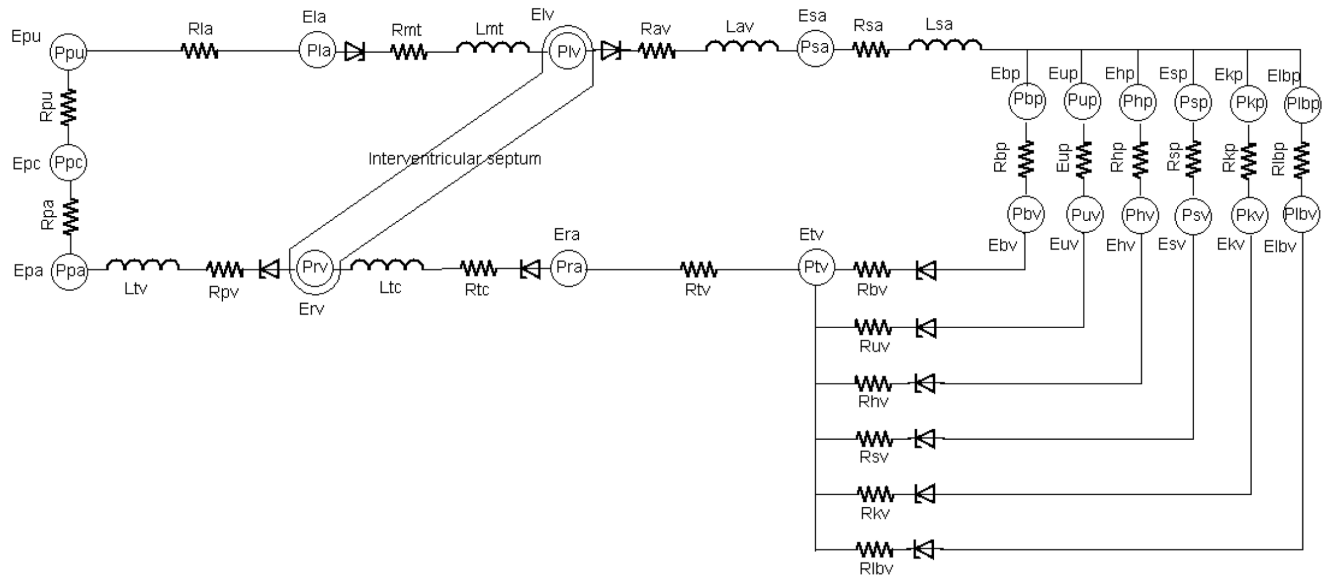 Epu Ppu Rla Ela Pla Rmt Lmt Elv Plv Rav Lav Esa Psa Rsa Lsa
Ebp Eup Ehp Esp Ekp Elbp
Pbp Pup Php Psp Pkp Plbp
Rpu
Rbp Eup Rhp Rsp Rkp Rlbp
Epc Ppc Interventricular septum
Rpa
Pbv Puv Phv Psv Pkv Plbv
Ebv Euv Ehv Esv Ekv Elbv
Epa Ppa Ltv Rpv Prv Erv Ltc Rtc Era Pra Rtv Etv Ptv Rbv
Ruv
Rhv
Rsv
Rkv
Rlbv